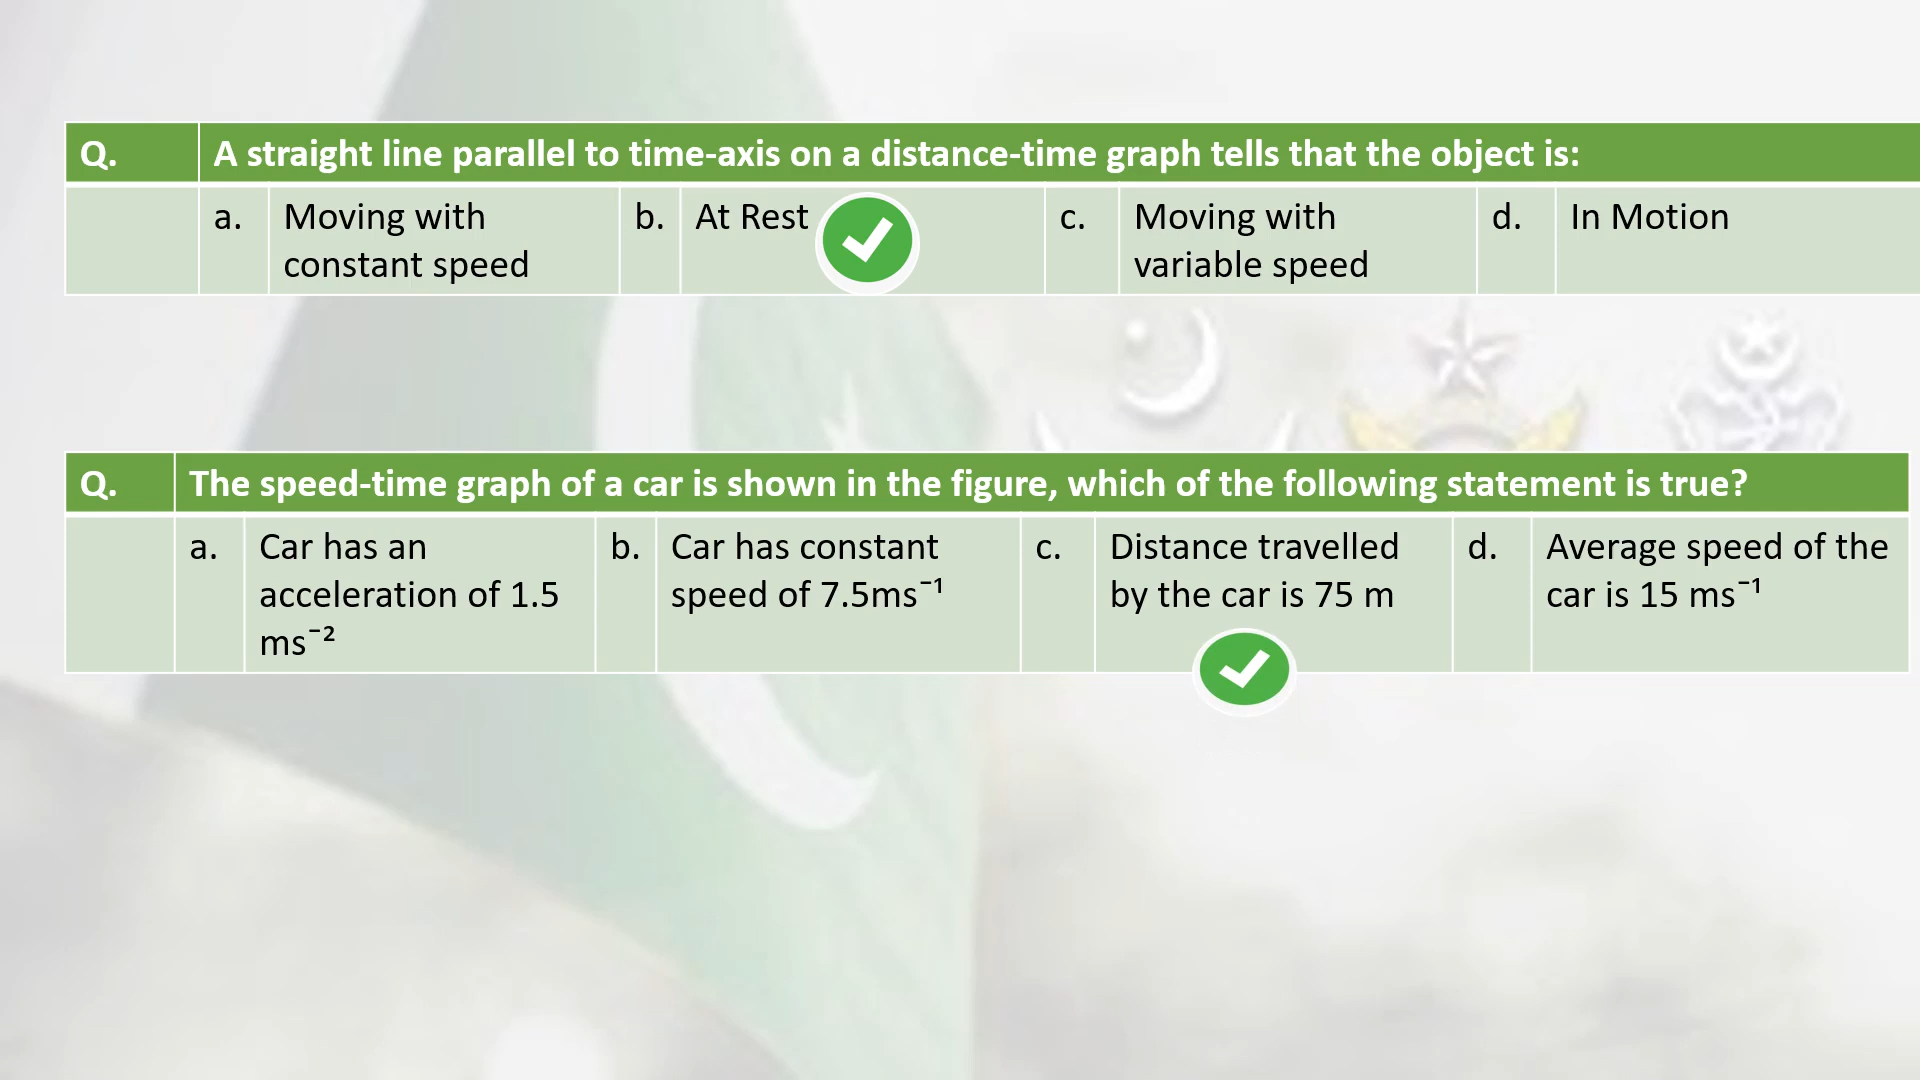 Q. A straight line parallel to time-axis on a distance-time graph tells that the object is:
a. Moving with
constant speed
b. At Rest
c. Moving with
variable speed
d. In Motion
Q. The speed-time graph of a car is shown in the figure, which of the following statement is true?
a. Car has an
acceleration of 1.5
ms⁻²
b. Car has constant
speed of 7.5ms⁻¹
c. Distance travelled
by the car is 75 m
d. Average speed of the
car is 15 ms⁻¹